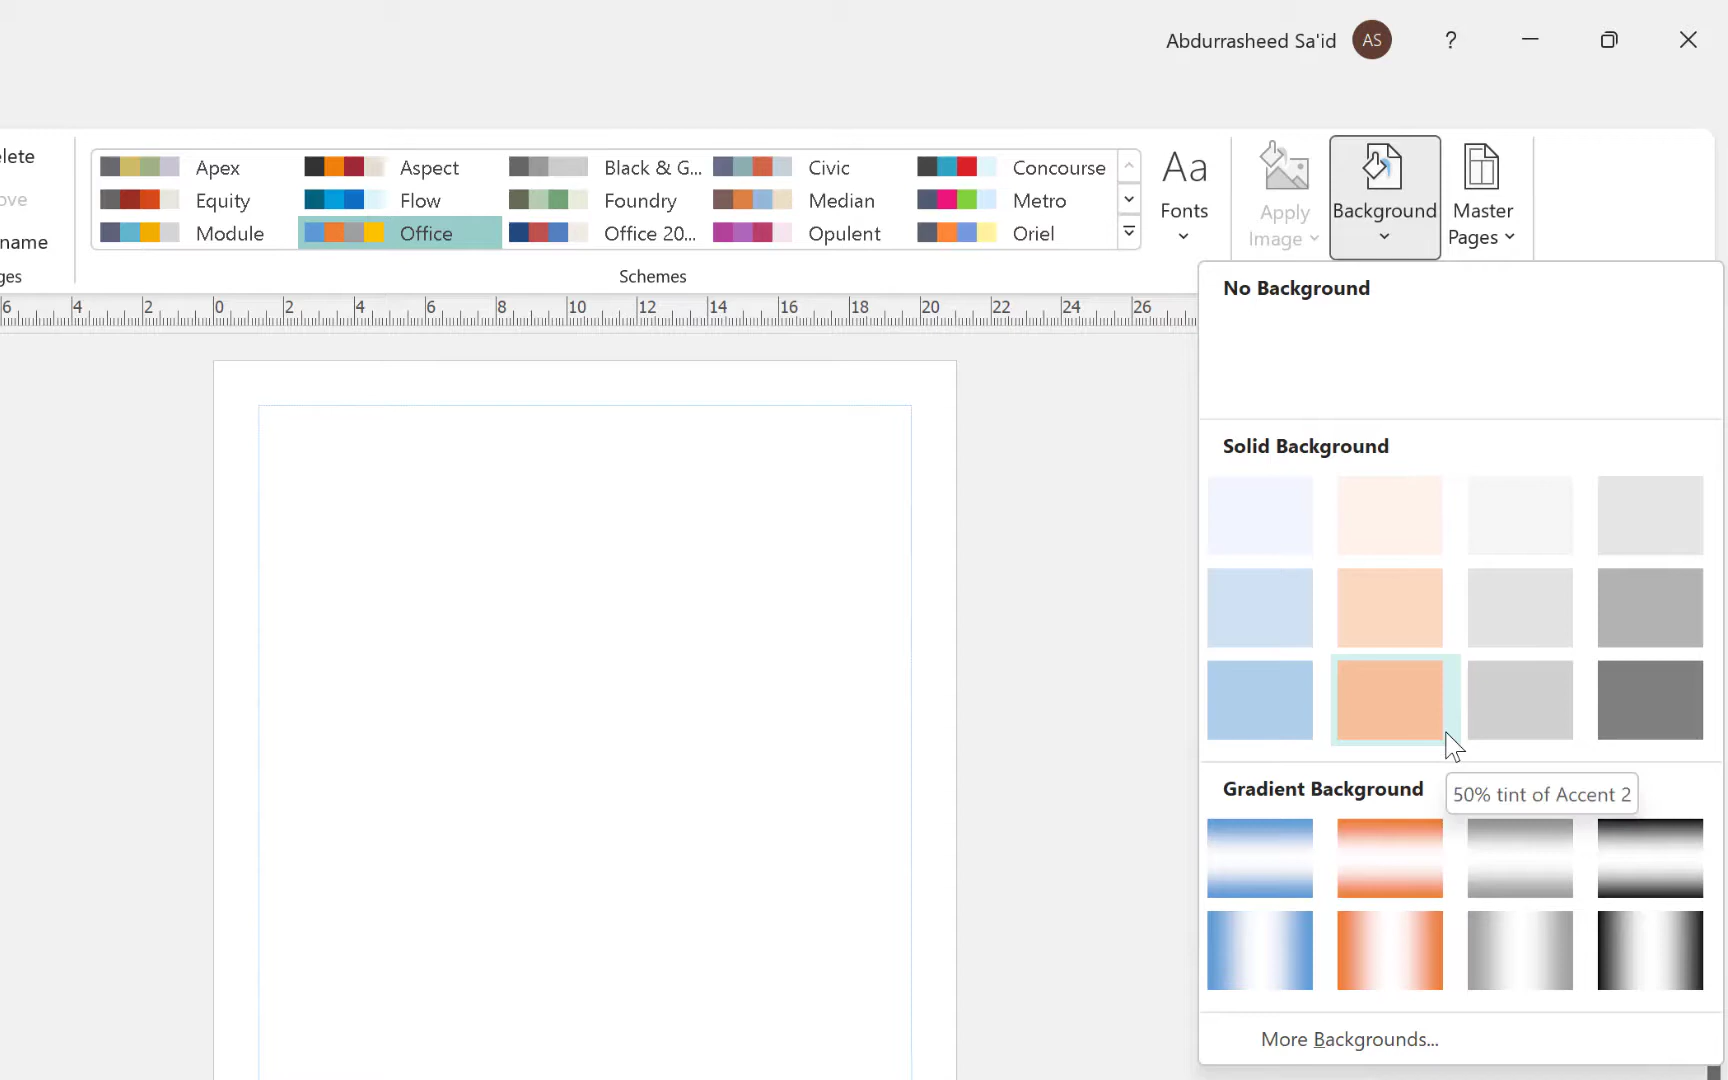 Abdurrasheed Sa'id AS ?
lete
Apex Aspect Black & G... Civic Concourse
ove
Equity Flow Foundry Median Metro
name
Module Office Office 20... Opulent Oriel
ges
Schemes
Aa
Fonts
Apply
Image
Background
Master
Pages
6 4 2 0 2 4 6 8 10 12 14 16 18 20 22 24 26
No Background
Solid Background
Gradient Background
50% tint of Accent 2
More Backgrounds...